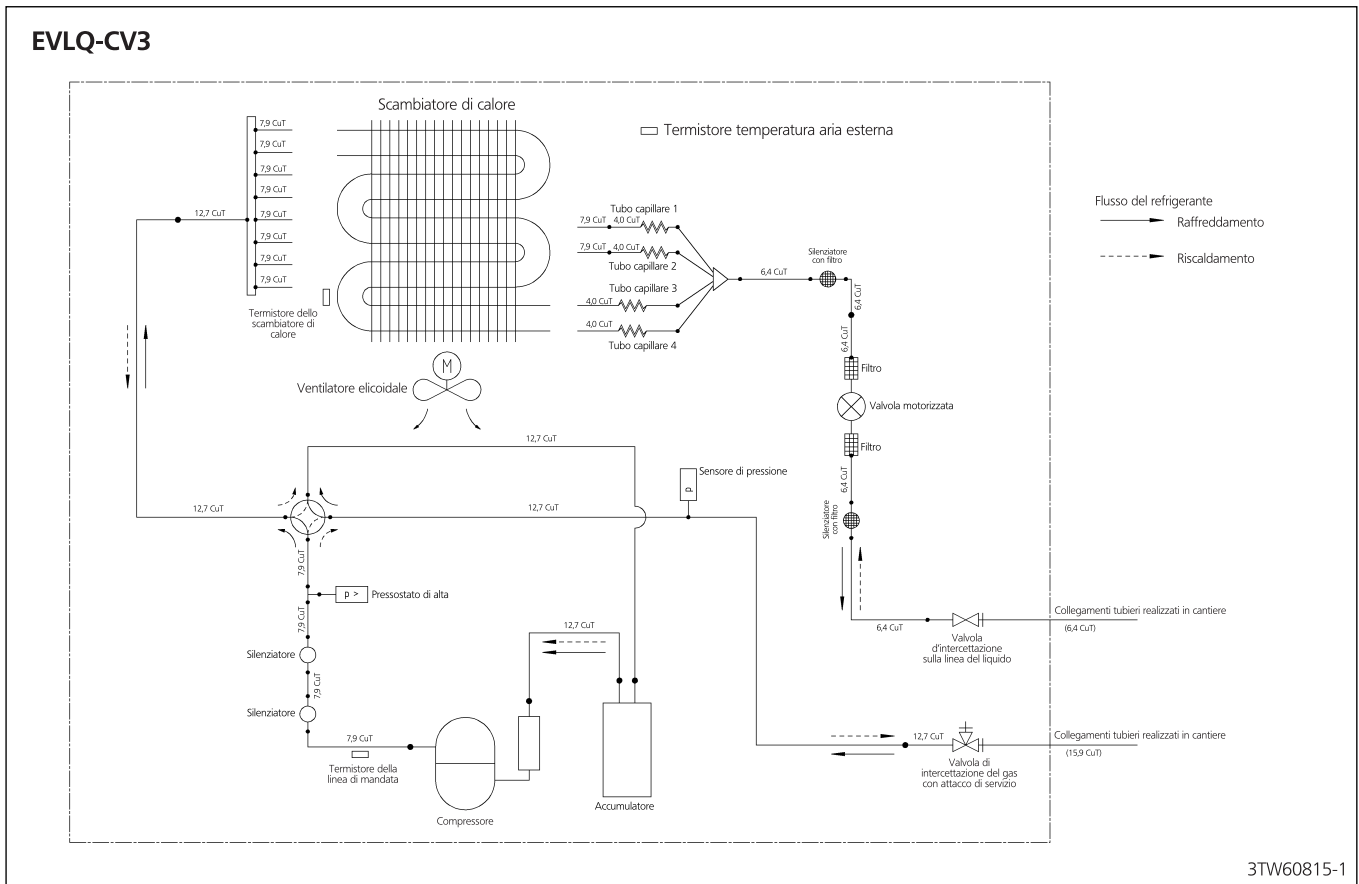 EVLQ-CV3
Scambiatore di calore
Termistore temperatura aria esterna
7,9 CuT
7,9 CuT
7,9 CuT
7,9 CuT
7,9 CuT
7,9 CuT
7,9 CuT
7,9 CuT
12,7 CuT
Termistore dello
scambiatore di
calore
Tubo capillare 1
7,9 CuT
4,0 CuT
7,9 CuT
4,0 CuT
Tubo capillare 2
Tubo capillare 3
4,0 CuT
4,0 CuT
Tubo capillare 4
6,4 CuT
Silenziatore
con filtro
6,4 CuT
6,4 CuT
Filtro
Valvola motorizzata
Filtro
6,4 CuT
Silenziatore
con filtro
Flusso del refrigerante
Raffreddamento
Riscaldamento
M
Ventilatore elicoidale
12,7 CuT
Sensore di pressione
p
12,7 CuT
12,7 CuT
7,9 CuT
p >
Pressostato di alta
7,9 CuT
Silenziatore
7,9 CuT
Silenziatore
7,9 CuT
Termistore della
linea di mandata
Compressore
12,7 CuT
Accumulatore
6,4 CuT
Valvola
d'intercettazione
sulla linea del liquido
Collegamenti tubieri realizzati in cantiere
(6,4 CuT)
12,7 CuT
Valvola di
intercettazione del gas
con attacco di servizio
Collegamenti tubieri realizzati in cantiere
(15,9 CuT)
3TW60815-1